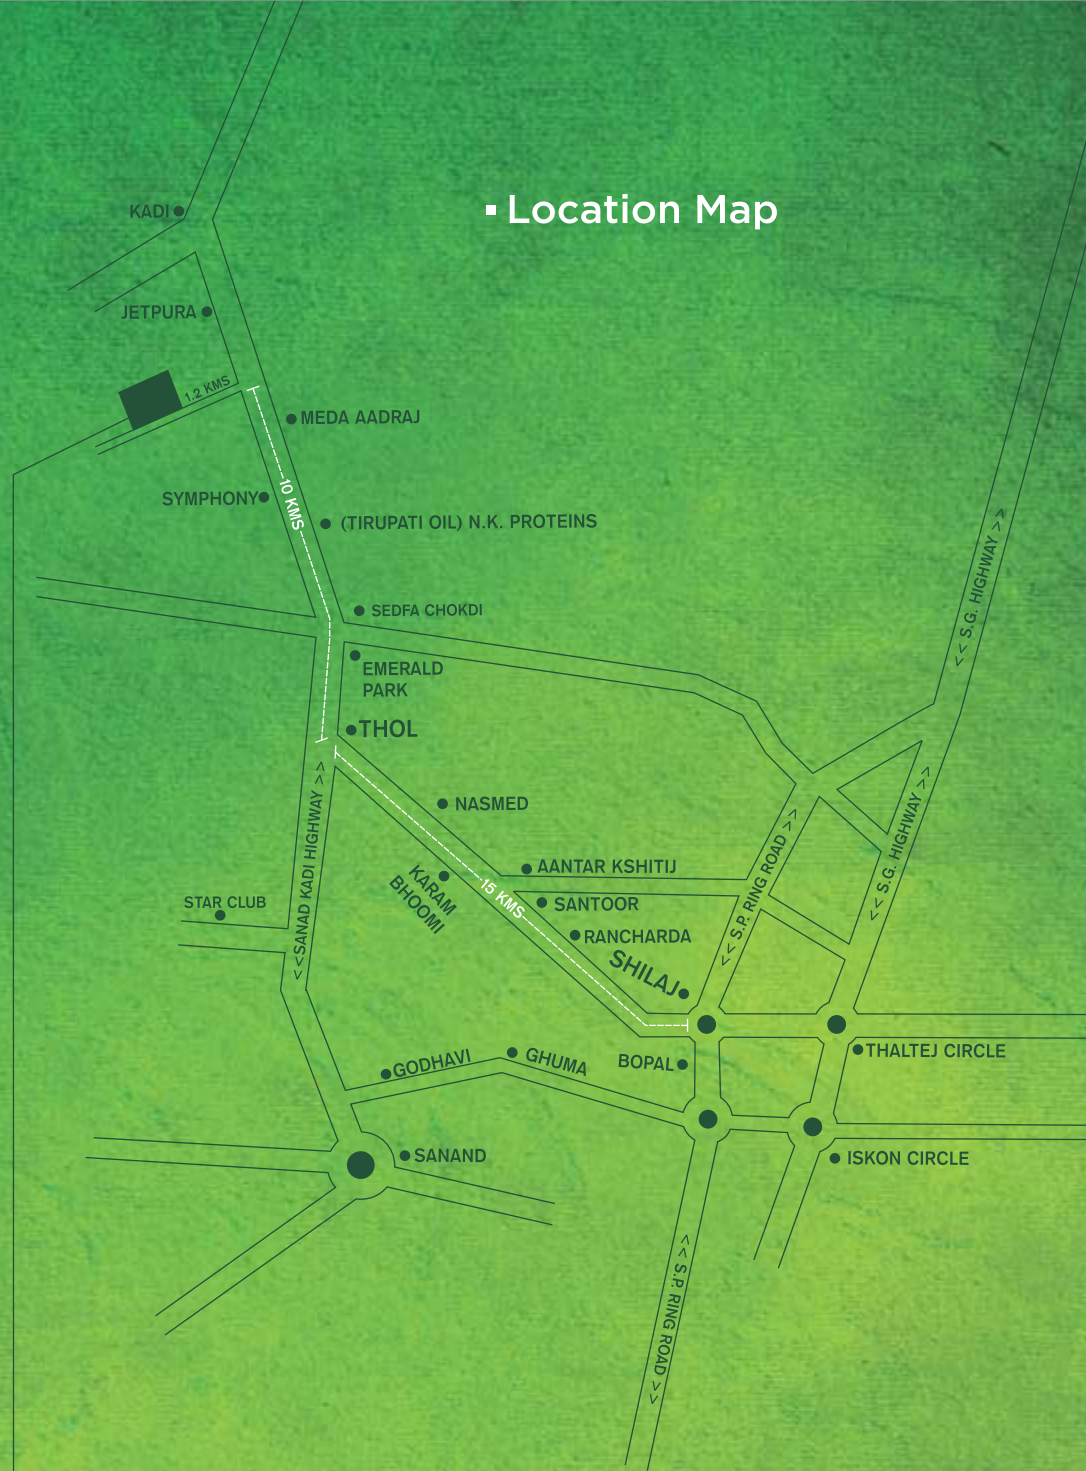 Location Map
KADI
JETPURA
1.2 KMS
MEDA AADRAJ
10 KMS
SYMPHONY
(TIRUPATI OIL) N.K. PROTEINS
<< S.G. HIGHWAY >>
SEDFA CHOKDI
EMERALD
PARK
THOL
NASMED
<< SANAD KADI HIGHWAY >>
<< S.G. HIGHWAY >>
<< S.P. RING ROAD >>
AANTAR KSHITIJ
KARAM
BHOOMI
15 KMS
STAR CLUB
SANTOOR
RANCHARDA
SHILAJ
THALTEJ CIRCLE
GODHAVI
GHUMA
BOPAL
SANAND
ISKON CIRCLE
<< S.P. RING ROAD >>